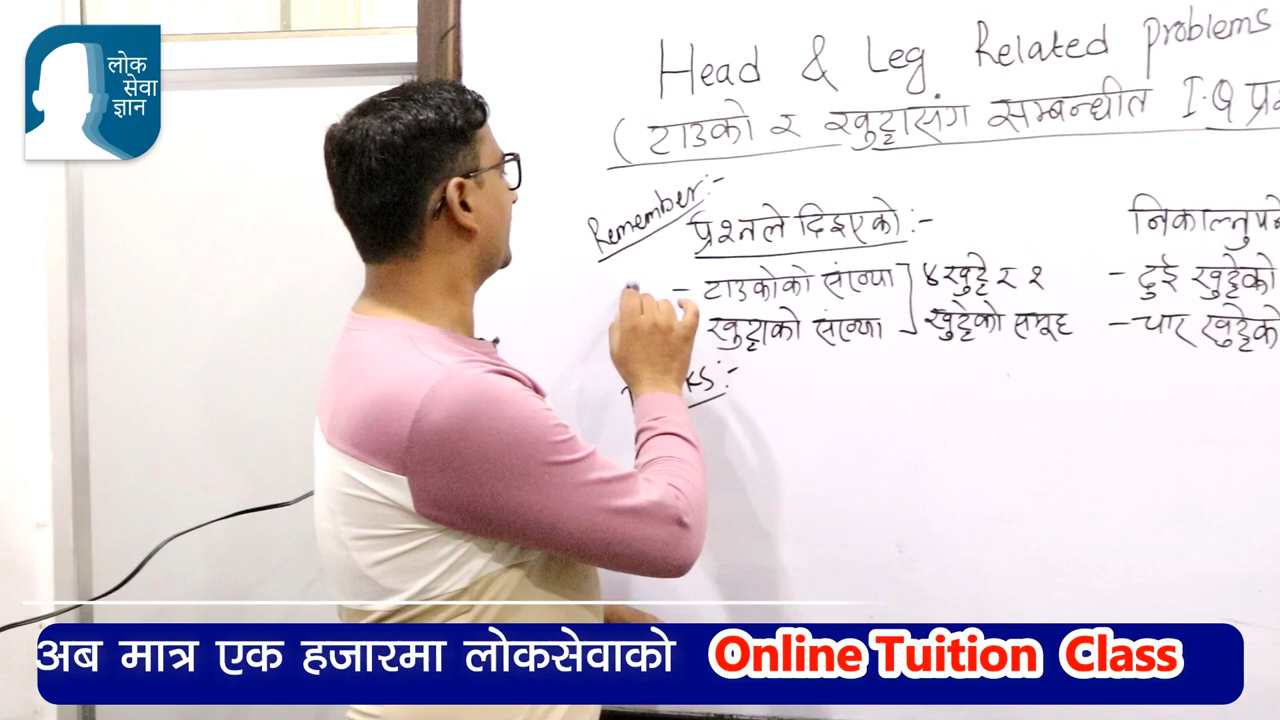 लोक
सेवा
ज्ञान
Head & Leg Related Problems
(टाउको र खुट्टासंग सम्बन्धीत I.Q
Remember:-
प्रश्नले दिइएको:-
- टाउकोको संख्या
खुट्टाको संख्या
४ खुट्टे र २
खुट्टेको समूह
- दुई खुट्टेको
- चार खुट्टेको
अब मात्र एक हजारमा लोकसेवाको Online Tuition Class